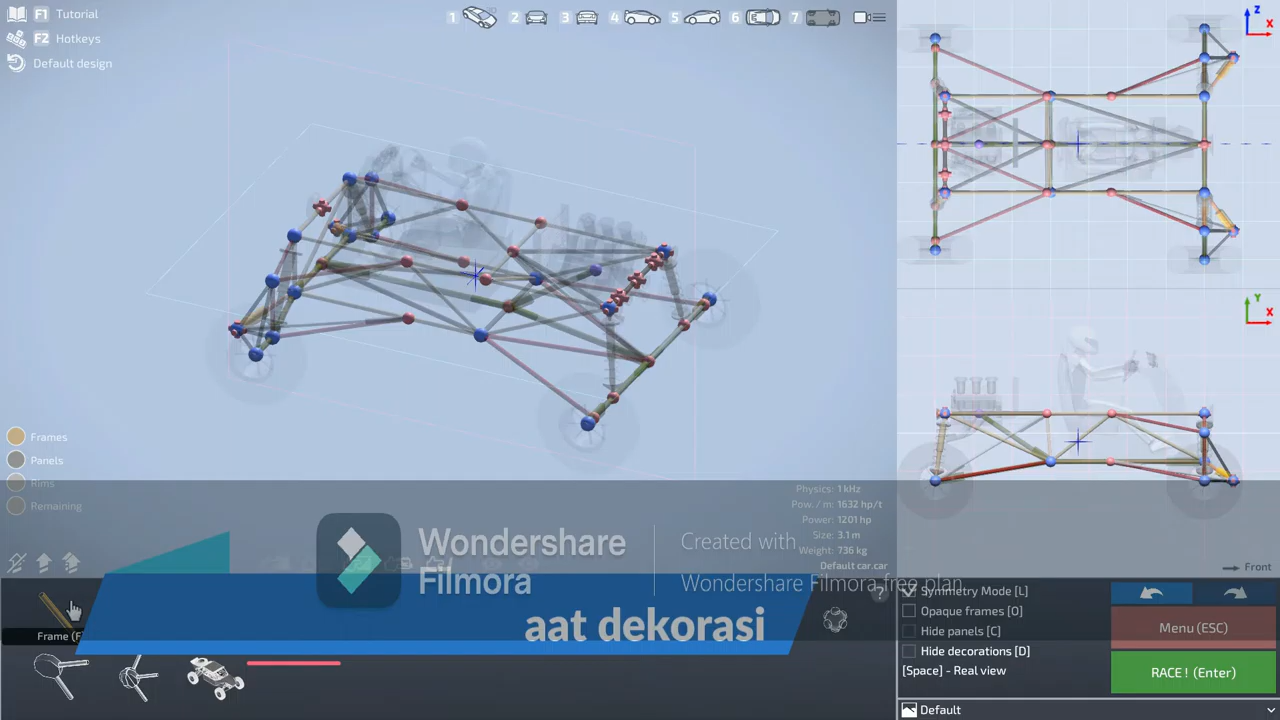 F1 Tutorial
F2 Hotkeys
Default design
1 2 3 4 5 6 7
Z
X
Y
X
Frames
Panels
Rims
Remaining
Physics: 1 kHz
Pow. / m: 1632 hp/t
Power: 1201 hp
Size: 3.1 m
Weight: 736 kg
Default car.car
Front
Wondershare
Filmora
Created with
Wondershare Filmora free plan
aat dekorasi
Frame (F
?
Symmetry Mode [L]
Opaque frames [O]
Hide panels [C]
Hide decorations [D]
[Space] - Real view
Menu (ESC)
RACE! (Enter)
Default